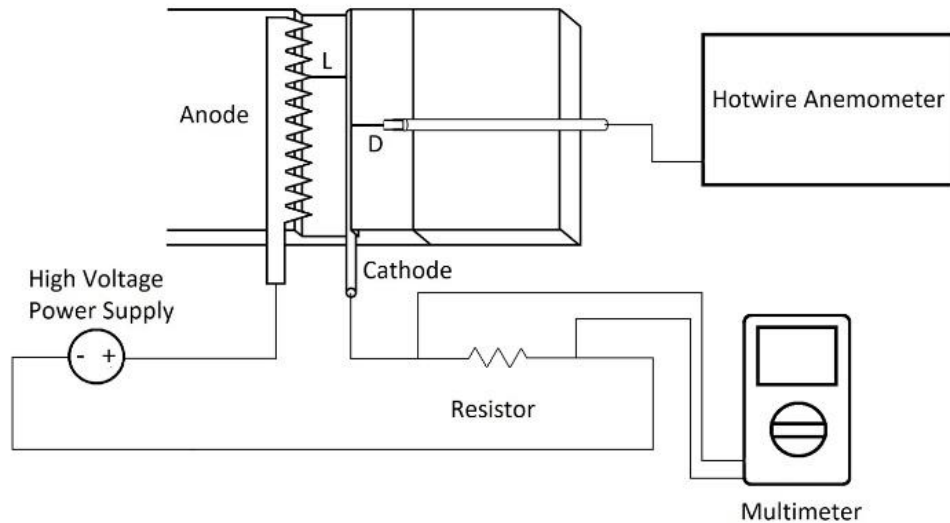 L
Anode
Hotwire Anemometer
D
Cathode
High Voltage
Power Supply
- +
Resistor
Multimeter